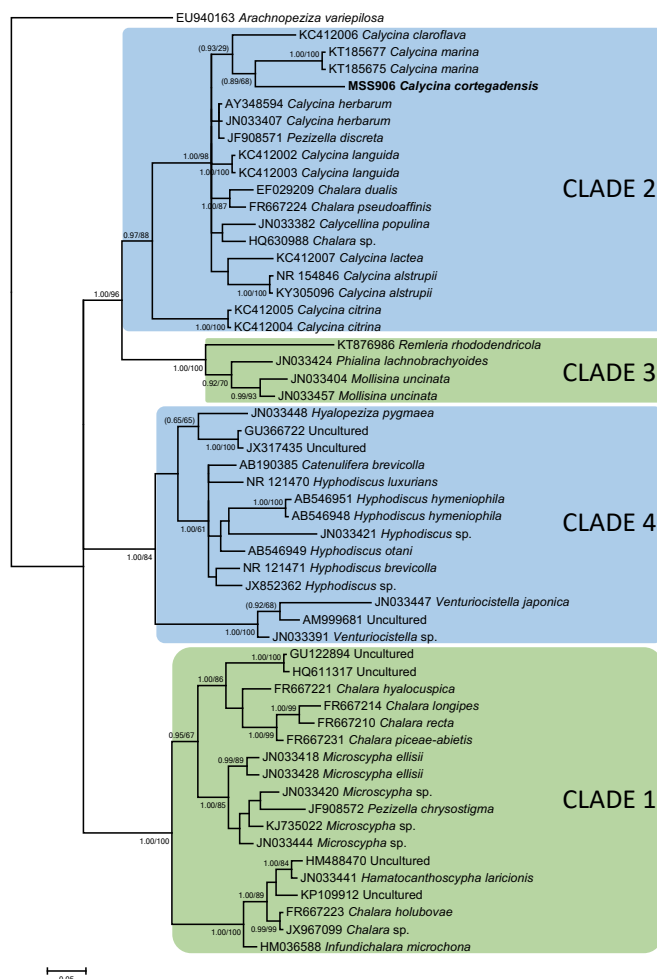 EU940163 Arachnopeziza variepilosa
KC412006 Calycina claroflava
(0.93/29)
KT185677 Calycina marina
1.00/100
KT185675 Calycina marina
(0.89/68)
MSS906 Calycina cortegadensis
AY348594 Calycina herbarum
JN033407 Calycina herbarum
JF908571 Pezizella discreta
KC412002 Calycina languida
1.00/98
KC412003 Calycina languida
1.00/100
EF029209 Chalara dualis
CLADE 2
FR667224 Chalara pseudoaffinis
1.00/87
JN033382 Calycellina populina
HQ630988 Chalara sp.
0.97/88
KC412007 Calycina lactea
NR 154846 Calycina alstrupii
KY305096 Calycina alstrupii
1.00/100
1.00/96
KC412005 Calycina citrina
KC412004 Calycina citrina
1.00/100
KT876986 Remleria rhododendricola
JN033424 Phialina lachnobrachyoides
1.00/100
CLADE 3
JN033404 Mollisina uncinata
0.92/70
JN033457 Mollisina uncinata
0.99/93
JN033448 Hyalopeziza pygmaea
(0.65/65)
GU366722 Uncultured
JX317435 Uncultured
1.00/100
AB190385 Catenulifera brevicolla
NR 121470 Hyphodiscus luxurians
AB546951 Hyphodiscus hymeniophila
1.00/100
AB546948 Hyphodiscus hymeniophila
CLADE 4
1.00/61
JN033421 Hyphodiscus sp.
AB546949 Hyphodiscus otani
1.00/84
NR 121471 Hyphodiscus brevicolla
JX852362 Hyphodiscus sp.
JN033447 Venturiocistella japonica
(0.92/68)
AM999681 Uncultured
JN033391 Venturiocistella sp.
1.00/100
GU122894 Uncultured
1.00/100
HQ611317 Uncultured
1.00/86
FR667221 Chalara hyalocuspica
FR667214 Chalara longipes
1.00/99
FR667210 Chalara recta
0.95/67
FR667231 Chalara piceae-abietis
1.00/99
JN033418 Microscypha ellisii
0.99/89
JN033428 Microscypha ellisii
JN033420 Microscypha sp.
CLADE 1
1.00/85
JF908572 Pezizella chrysostigma
KJ735022 Microscypha sp.
1.00/100
JN033444 Microscypha sp.
HM488470 Uncultured
1.00/84
JN033441 Hamatocanthoscypha laricionis
1.00/89
KP109912 Uncultured
FR667223 Chalara holubovae
JX967099 Chalara sp.
0.99/99
1.00/100
HM036588 Infundichalara microchona
0.05